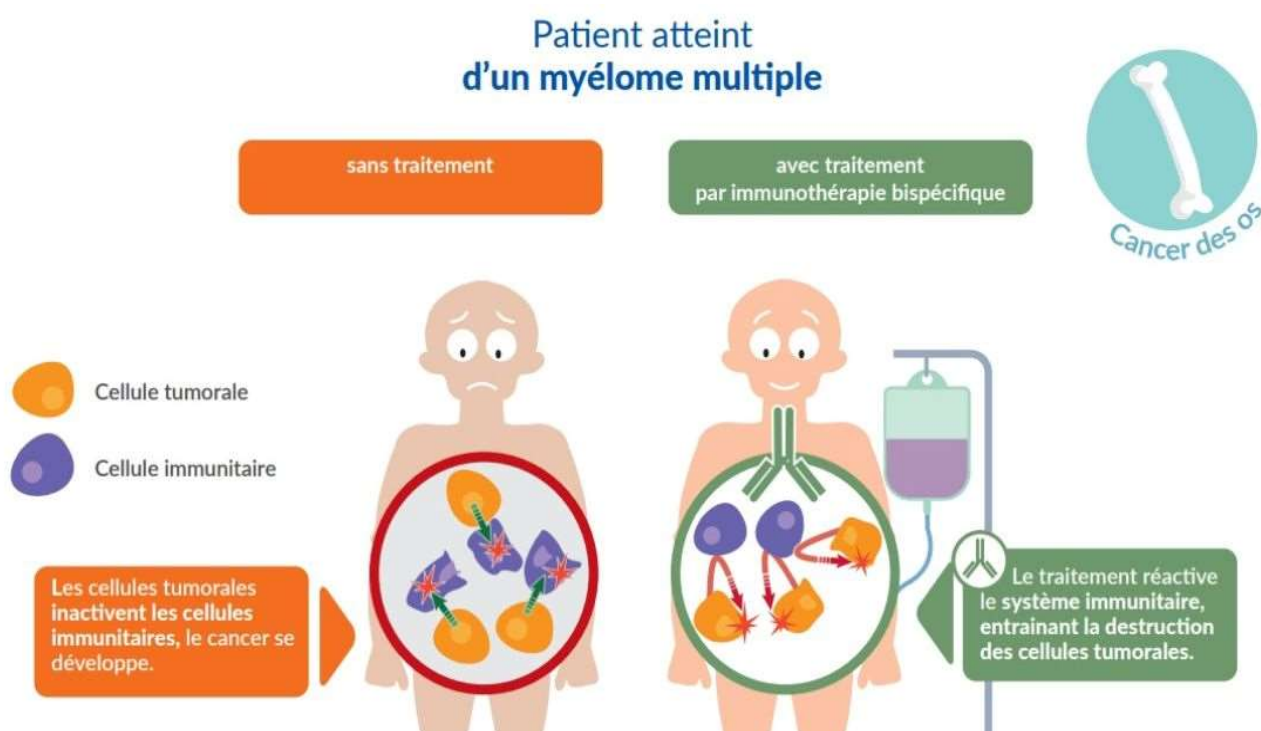 Patient atteint
d'un myélome multiple
sans traitement
avec traitement
par immunothérapie bispécifique
Cancer des os
Cellule tumorale
Cellule immunitaire
Les cellules tumorales
inactivent les cellules
immunitaires, le cancer se
développe.
Le traitement réactive
le système immunitaire,
entrainant la destruction
des cellules tumorales.